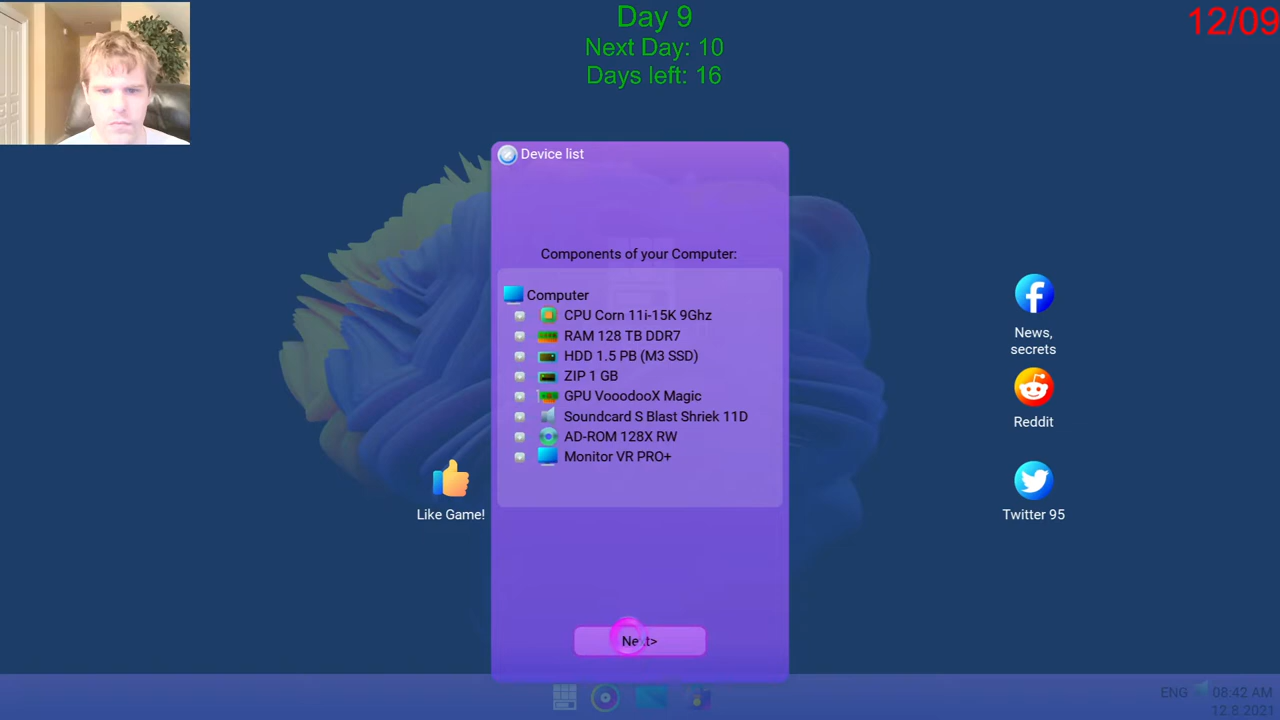 Day 9
Next Day: 10
Days left: 16
12/09
Device list
Components of your Computer:
Computer
CPU Corn 11i-15K 9Ghz
RAM 128 TB DDR7
HDD 1.5 PB (M3 SSD)
ZIP 1 GB
GPU VooodooX Magic
Soundcard S Blast Shriek 11D
AD-ROM 128X RW
Monitor VR PRO+
Next>
Like Game!
News,
secrets
Reddit
Twitter 95
ENG
08:42 AM
12.8.2021